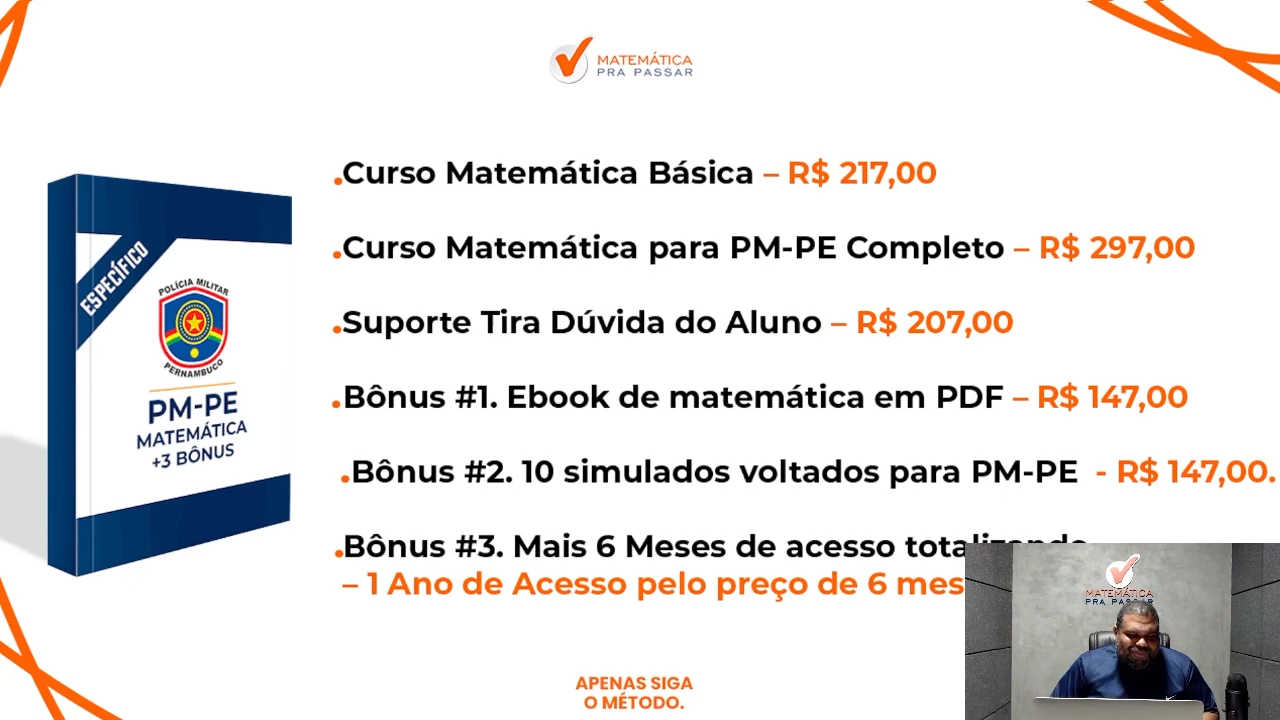 MATEMÁTICA
PRA PASSAR
.Curso Matemática Básica – R$ 217,00
.Curso Matemática para PM-PE Completo – R$ 297,00
.Suporte Tira Dúvida do Aluno – R$ 207,00
.Bônus #1. Ebook de matemática em PDF – R$ 147,00
.Bônus #2. 10 simulados voltados para PM-PE - R$ 147,00.
.Bônus #3. Mais 6 Meses de acesso totalizando
– 1 Ano de Acesso pelo preço de 6 mes
ESPECÍFICO
POLÍCIA MILITAR
PERNAMBUCO
PM-PE
MATEMÁTICA
+3 BÔNUS
MATEMÁTICA
PRA PASSAR
APENAS SIGA
O MÉTODO.